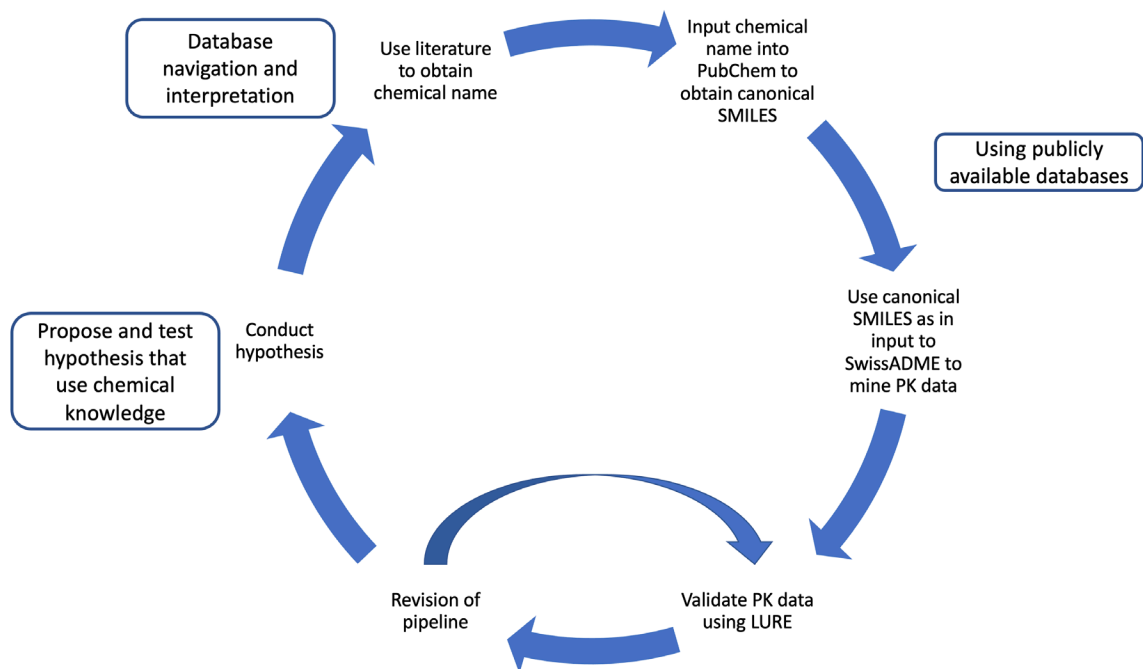 Database
navigation and
interpretation
Use literature
to obtain
chemical name
Input chemical
name into
PubChem to
obtain canonical
SMILES
Using publicly
available databases
Use canonical
SMILES as in
input to
SwissADME to
mine PK data
Validate PK data
using LURE
Revision of
pipeline
Conduct
hypothesis
Propose and test
hypothesis that
use chemical
knowledge